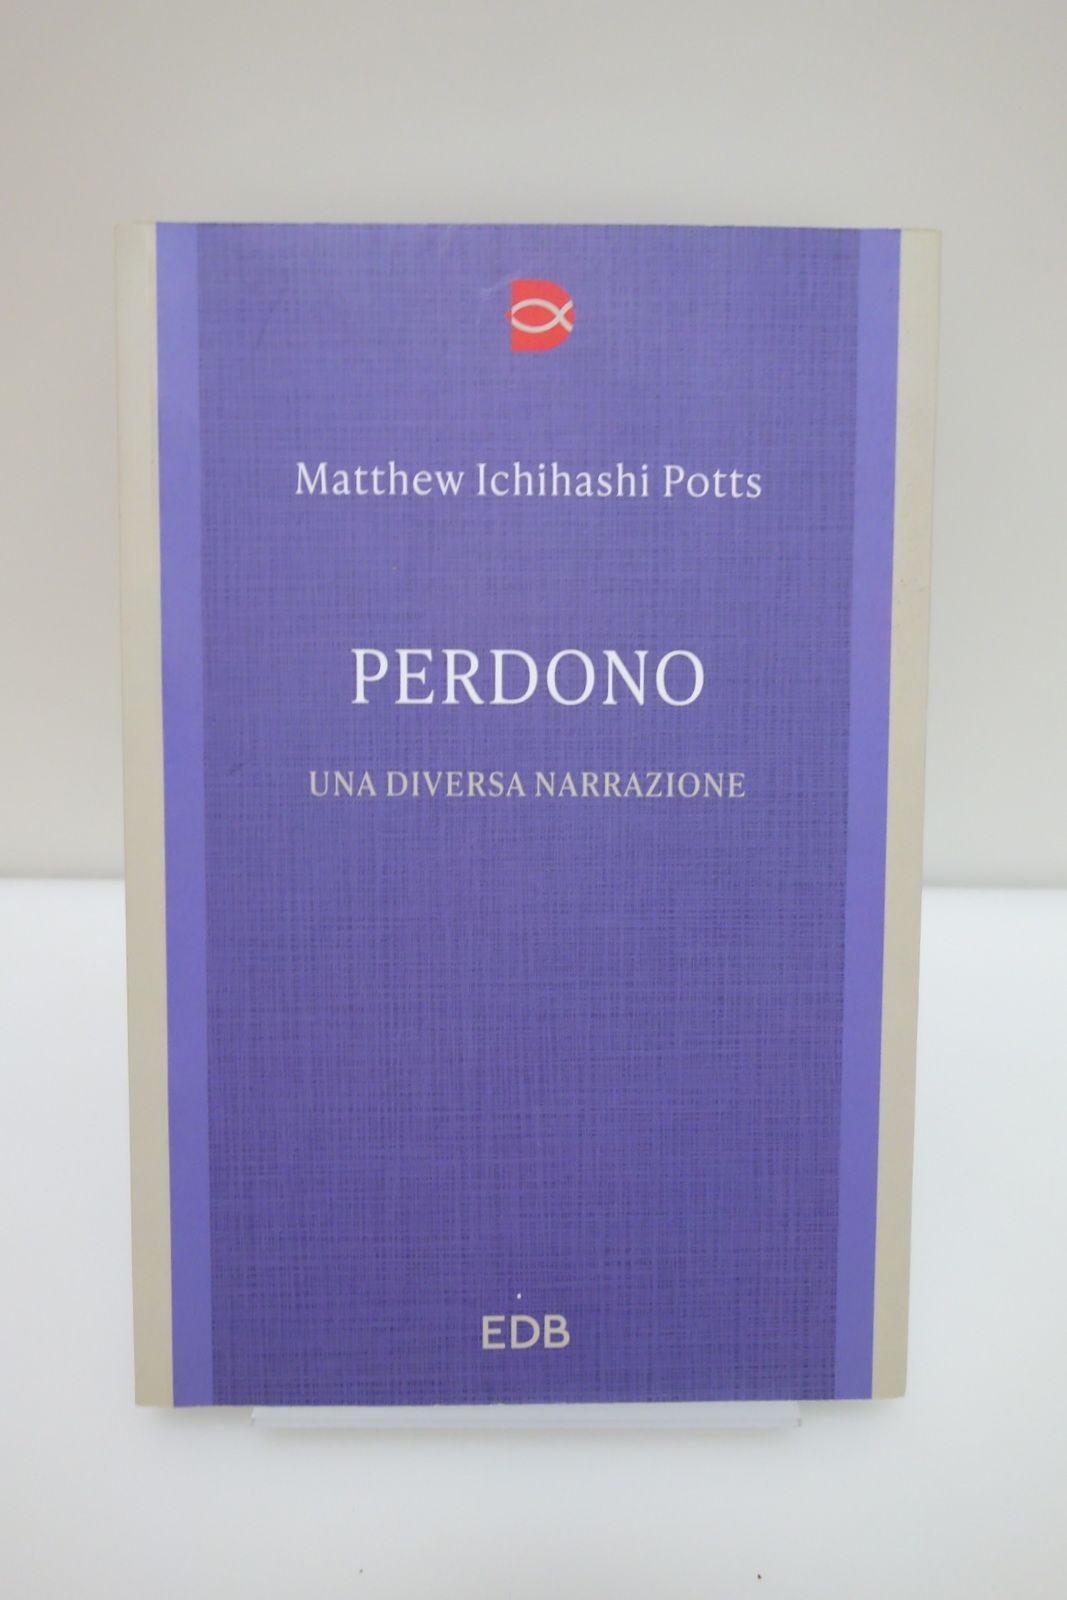 Matthew Ichihashi Potts
PERDONO
UNA DIVERSA NARRAZIONE
EDB